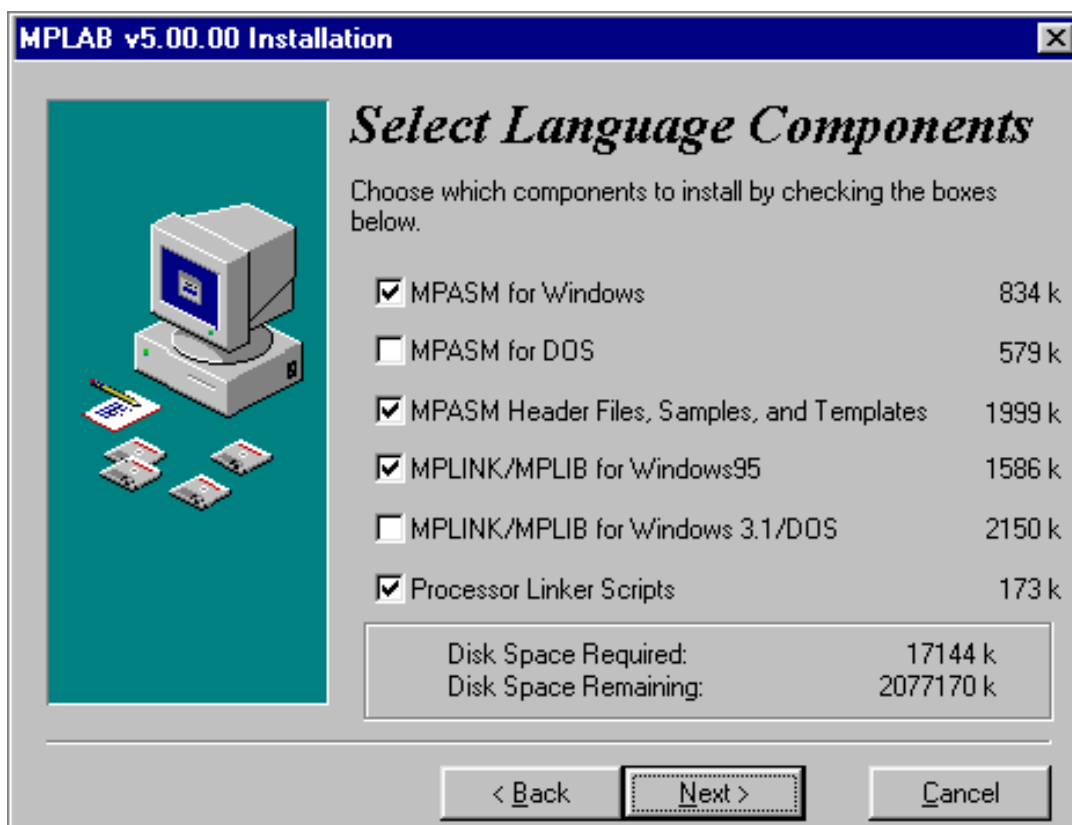 MPLAB v5.00.00 Installation
Select Language Components
Choose which components to install by checking the boxes
below.
MPASM for Windows 834 k
MPASM for DOS 579 k
MPASM Header Files, Samples, and Templates 1999 k
MPLINK/MPLIB for Windows95 1586 k
MPLINK/MPLIB for Windows 3.1/DOS 2150 k
Processor Linker Scripts 173 k
Disk Space Required: 17144 k
Disk Space Remaining: 2077170 k
< Back Next > Cancel